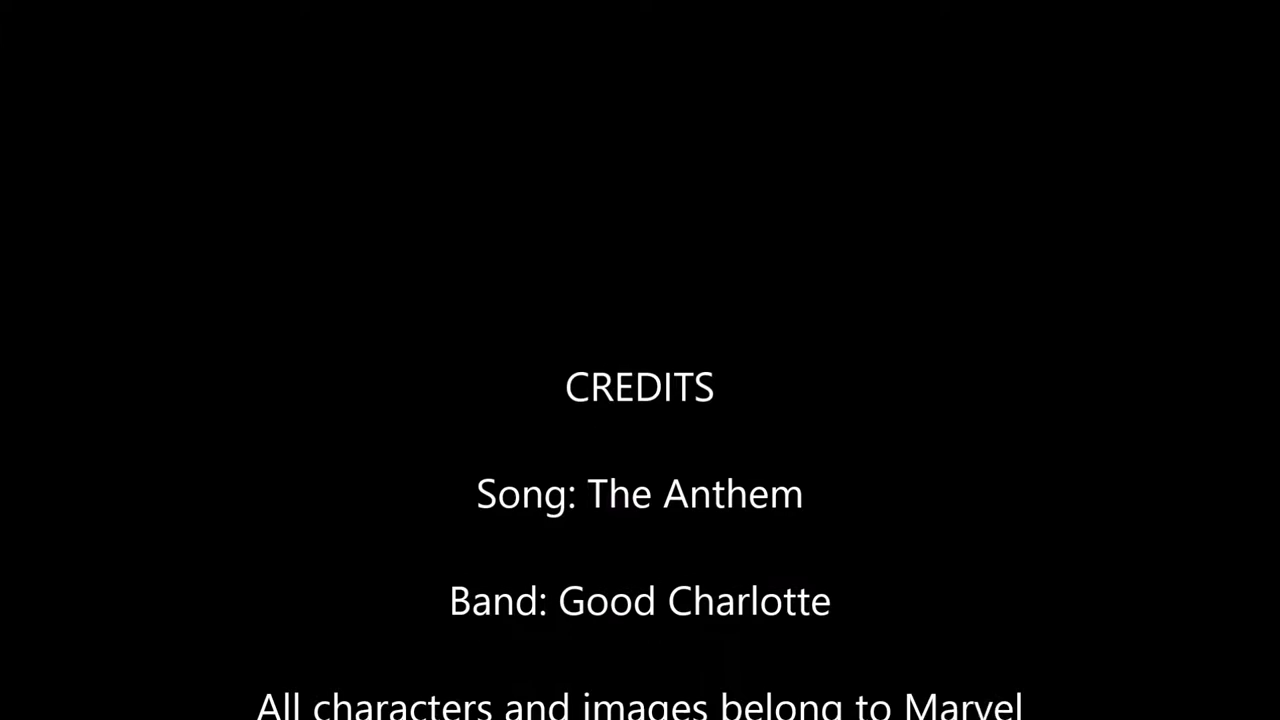 CREDITS
Song: The Anthem
Band: Good Charlotte
All characters and images belong to Marvel